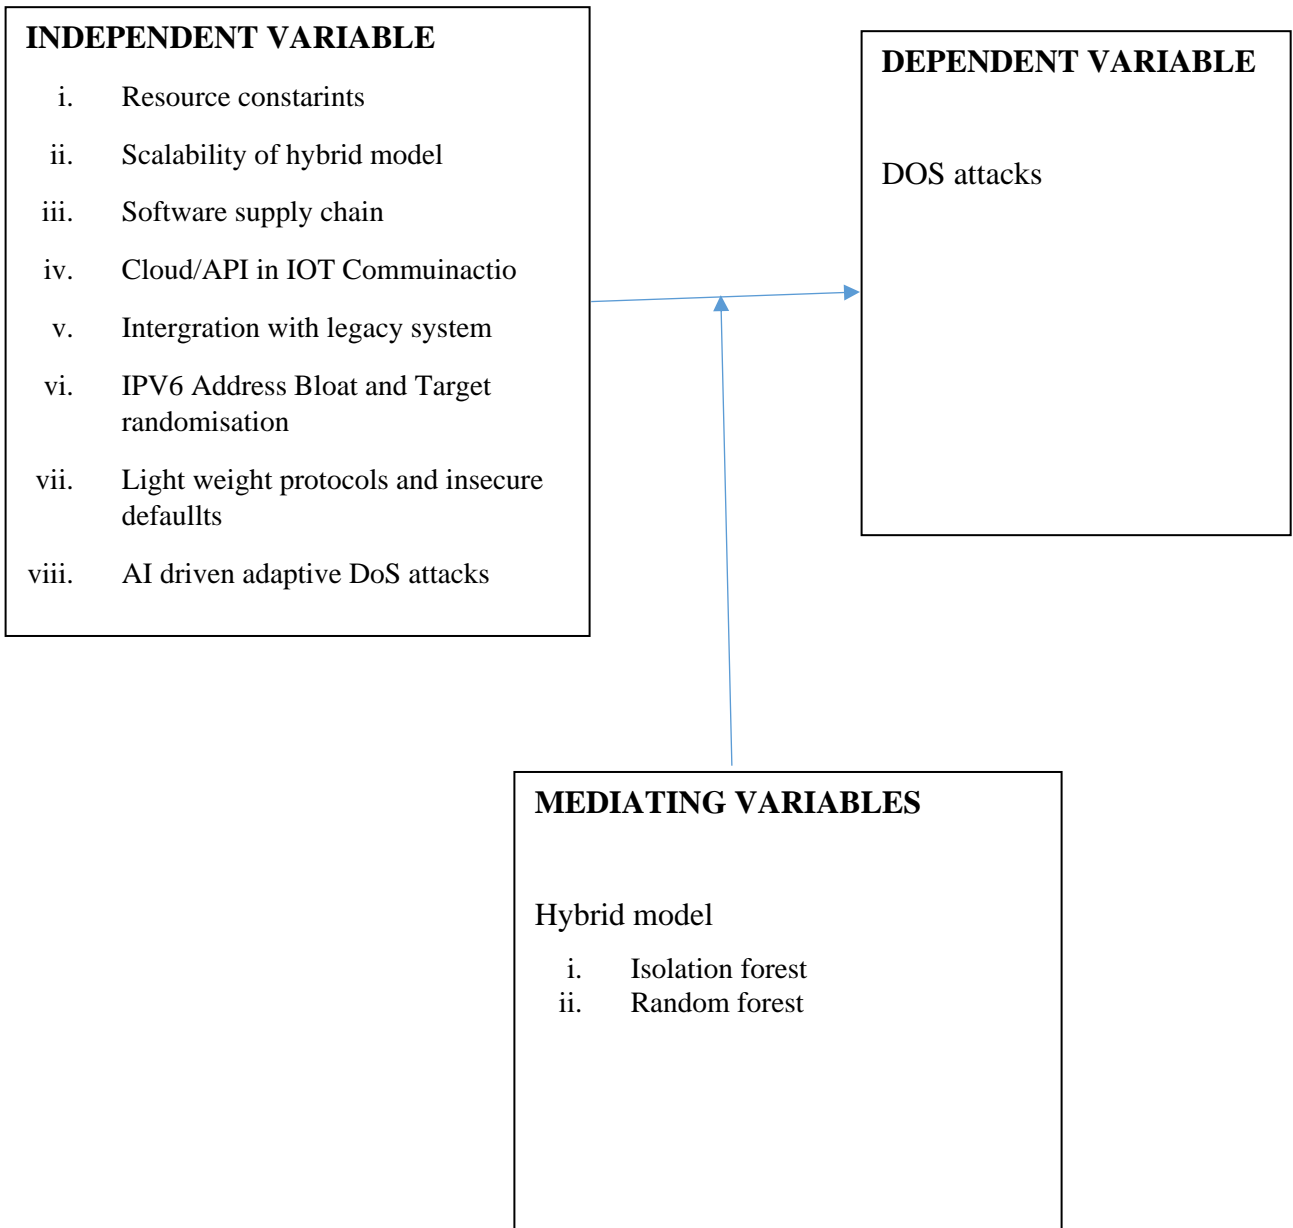 INDEPENDENT VARIABLE
i. Resource constarints
ii. Scalability of hybrid model
iii. Software supply chain
iv. Cloud/API in IOT Commuinactio
v. Intergration with legacy system
vi. IPV6 Address Bloat and Target
randomisation
vii. Light weight protocols and insecure
defaullts
viii. AI driven adaptive DoS attacks
DEPENDENT VARIABLE
DOS attacks
MEDIATING VARIABLES
Hybrid model
i. Isolation forest
ii. Random forest